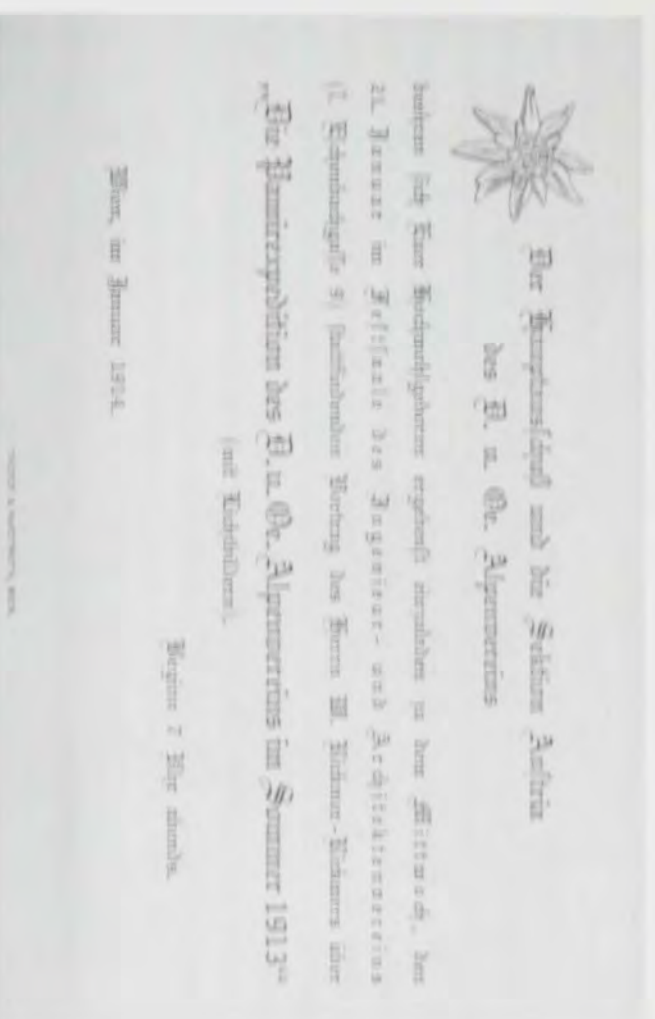 Der Hauptausschuß und die Sektion Austria
des D. u. Oe. Alpenvereins
beehren sich Euer Hochwohlgeboren ergebenst einzuladen zu dem Mittwoch, den
21. Januar im Festsaale des Ingenieur- und Architektenvereins
(I. Eschenbachgasse 9) stattfindenden Vortrag des Herrn W. Rickmer-Rickmers über
„Die Pamirexpedition des D. u. Oe. Alpenvereins im Sommer 1913“
(mit Lichtbildern).
Beginn 7 Uhr abends.
Wien, im Januar 1914.